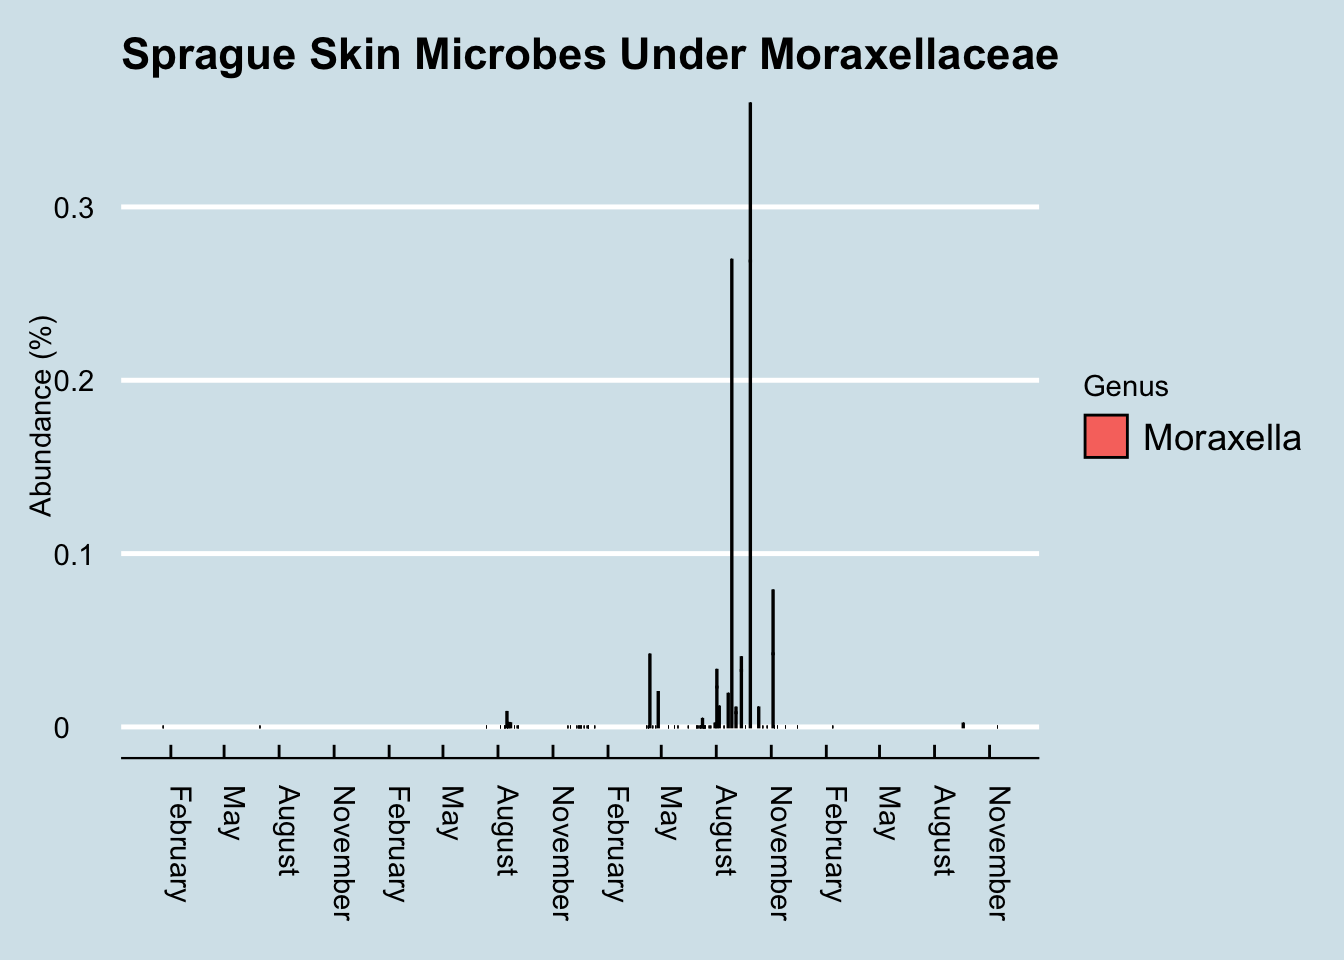 Sprague Skin Microbes Under Moraxellaceae
0.3
0.2
0.1
0
Abundance (%)
February
May
August
November
February
May
August
November
February
May
August
November
February
May
August
November
Genus
Moraxella